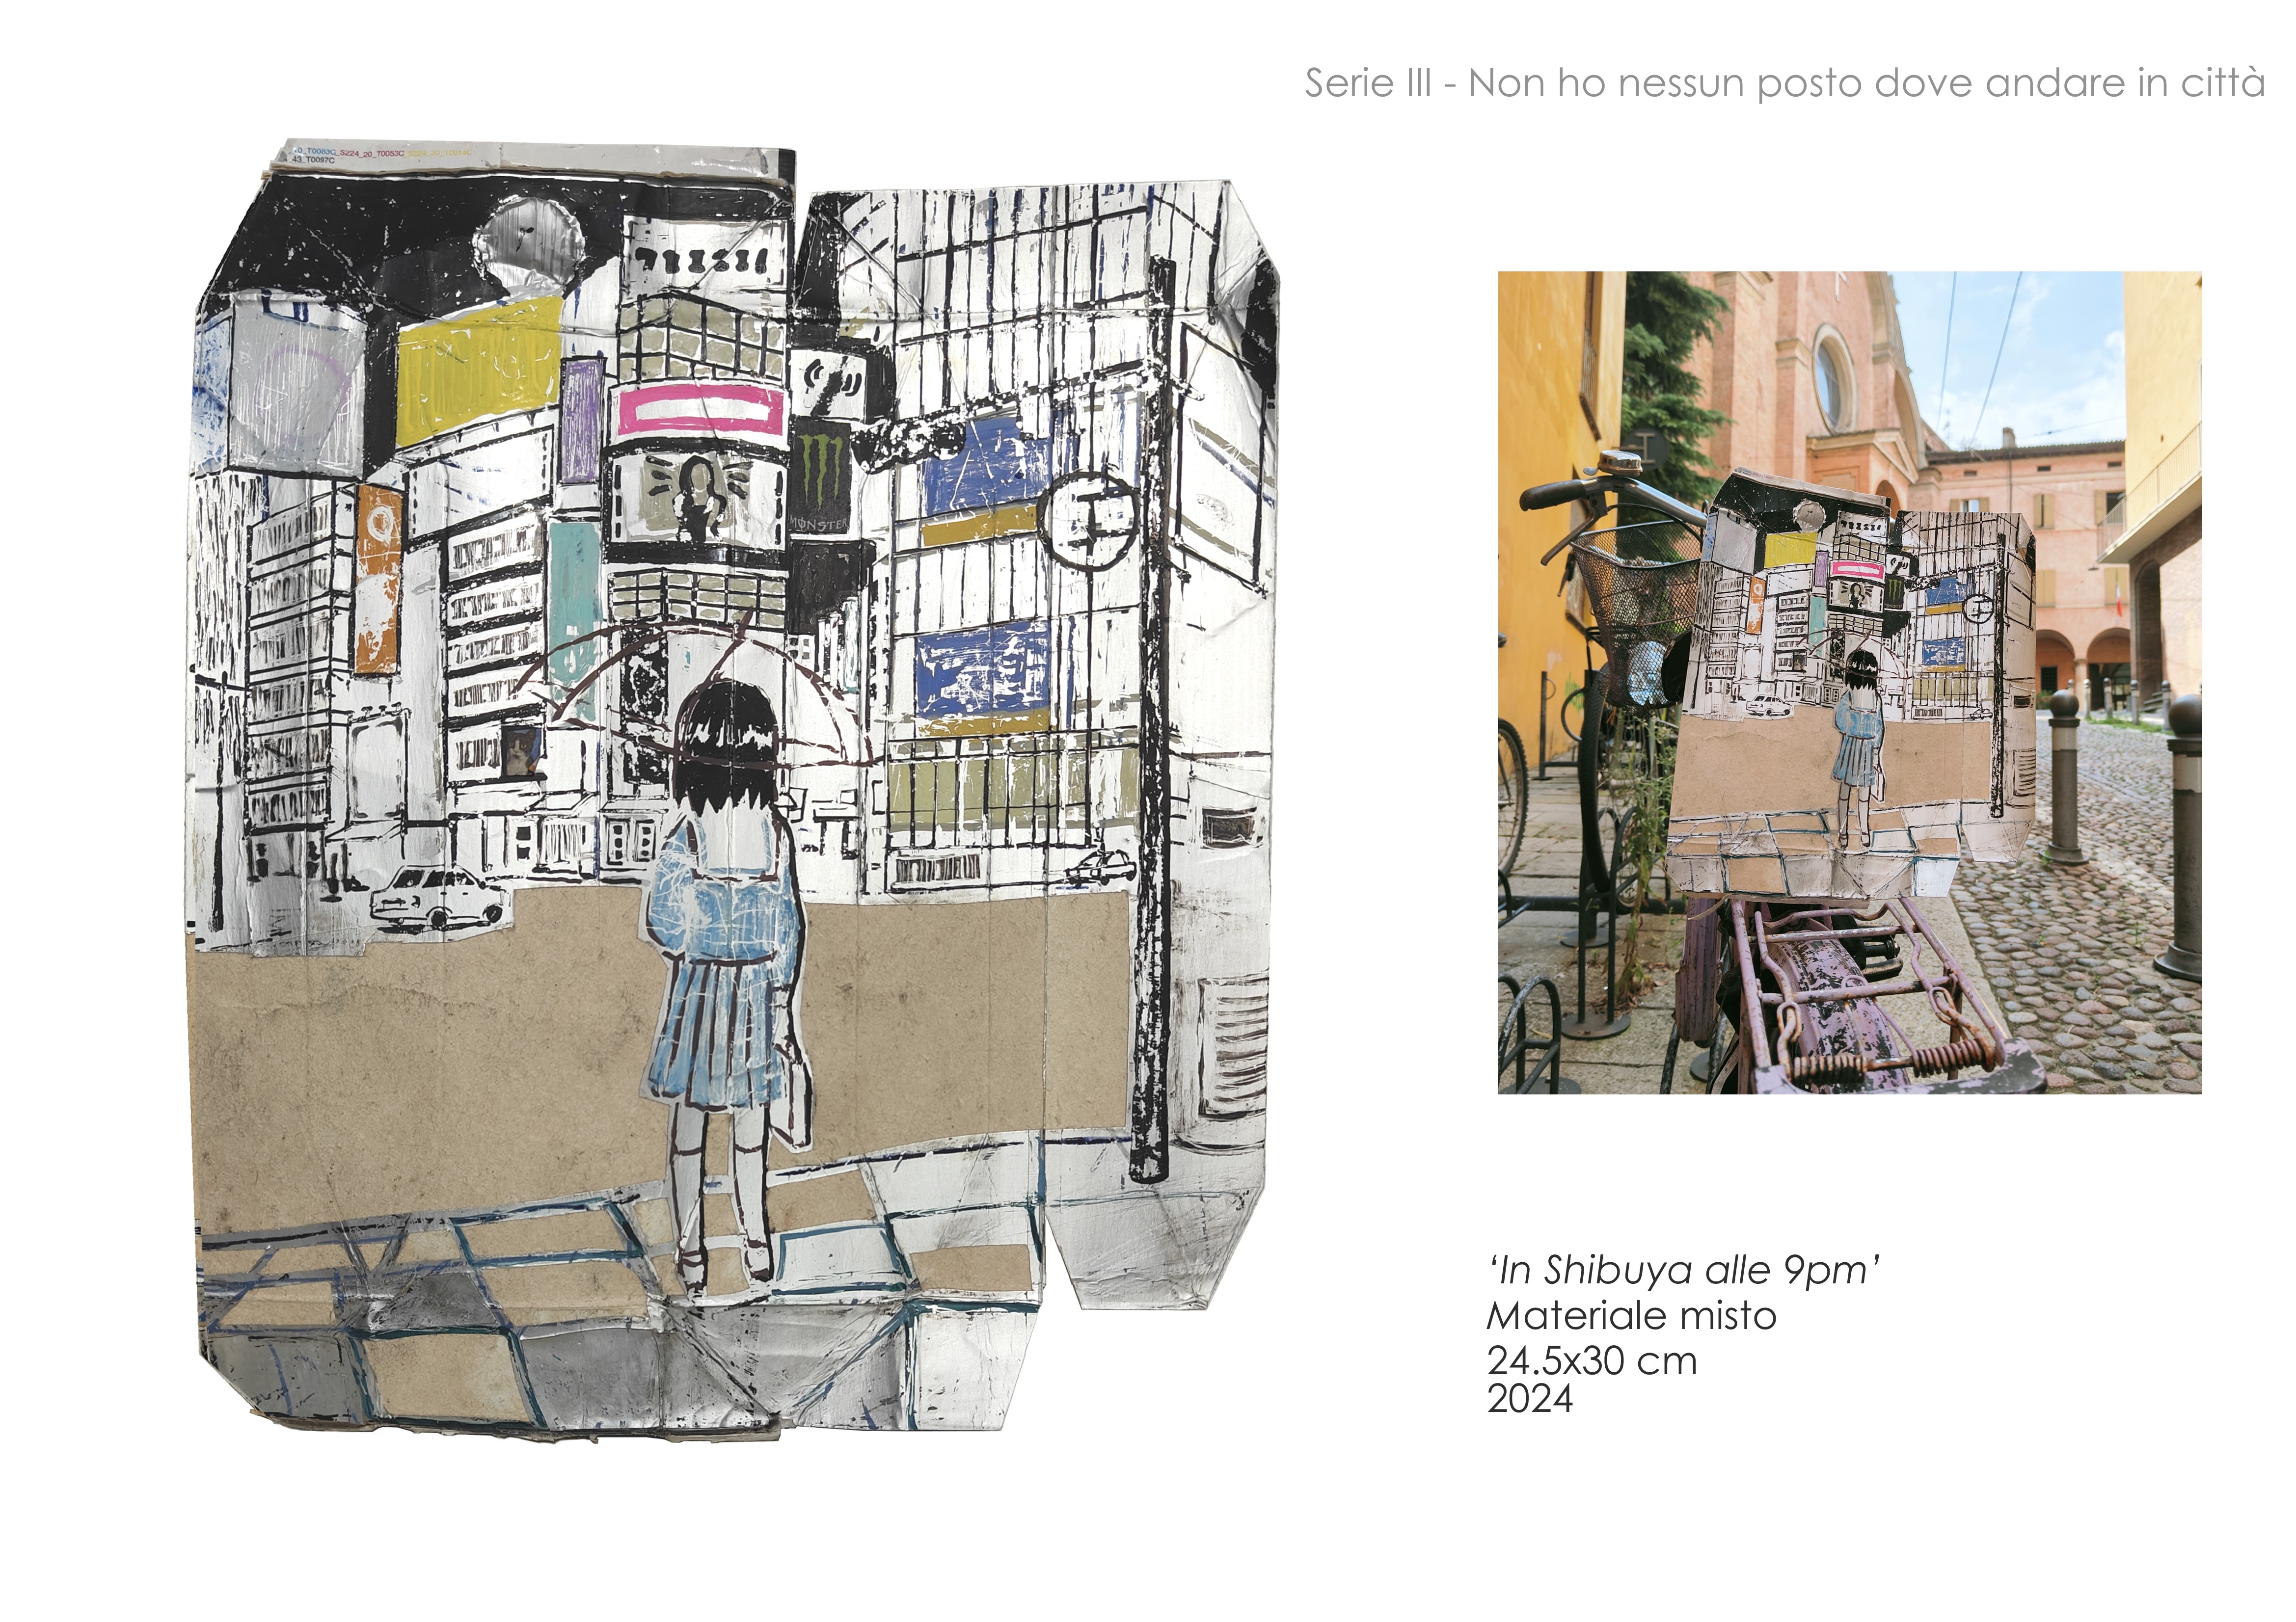 Serie III - Non ho nessun posto dove andare in città
MONSTER
'In Shibuya alle 9pm'
Materiale misto
24.5x30 cm
2024